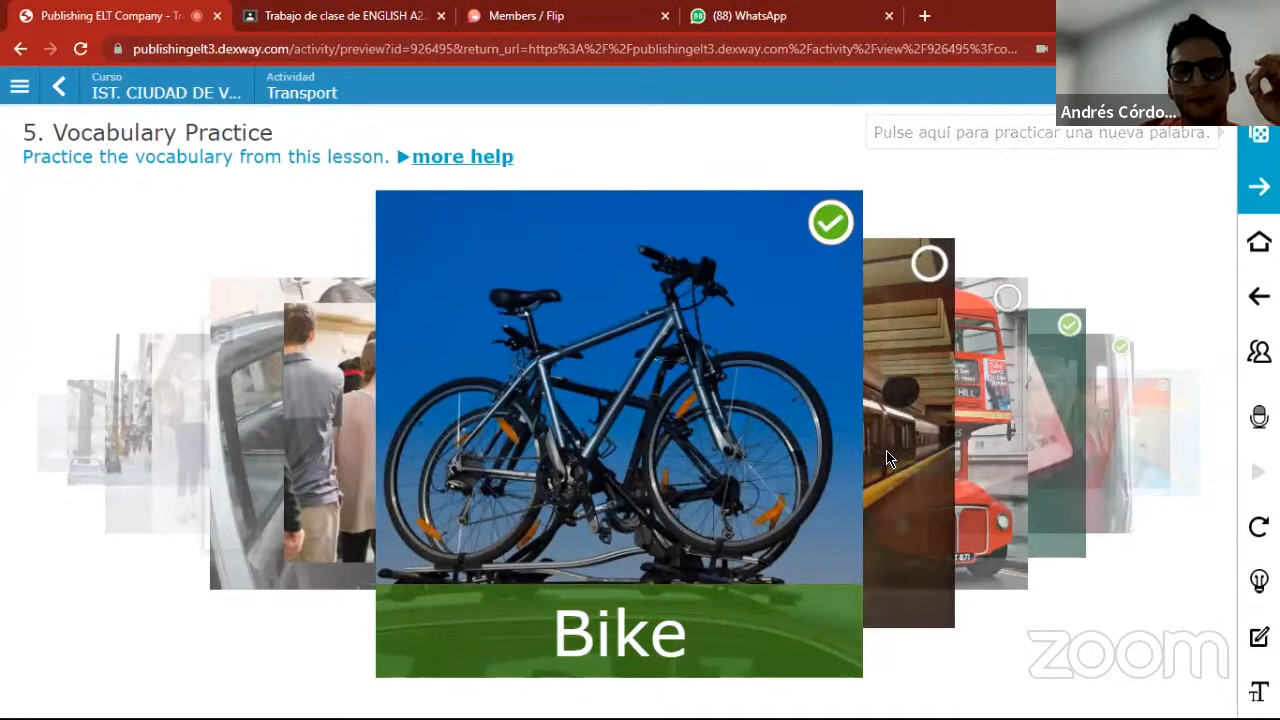 Publishing ELT Company - Tr
Trabajo de clase de ENGLISH A2
Members / Flip
88
(88) WhatsApp
publishingelt3.dexway.com/activity/preview?id=926495&return_url=https%3A%2F%2Fpublishingelt3.dexway.com%2Factivity%2Fview%2F926495%3Fco...
Curso
IST. CIUDAD DE V...
Actividad
Transport
Andrés Córdo...
5. Vocabulary Practice
Pulse aquí para practicar una nueva palabra.
Practice the vocabulary from this lesson. more help
HILL
Bike
zoom